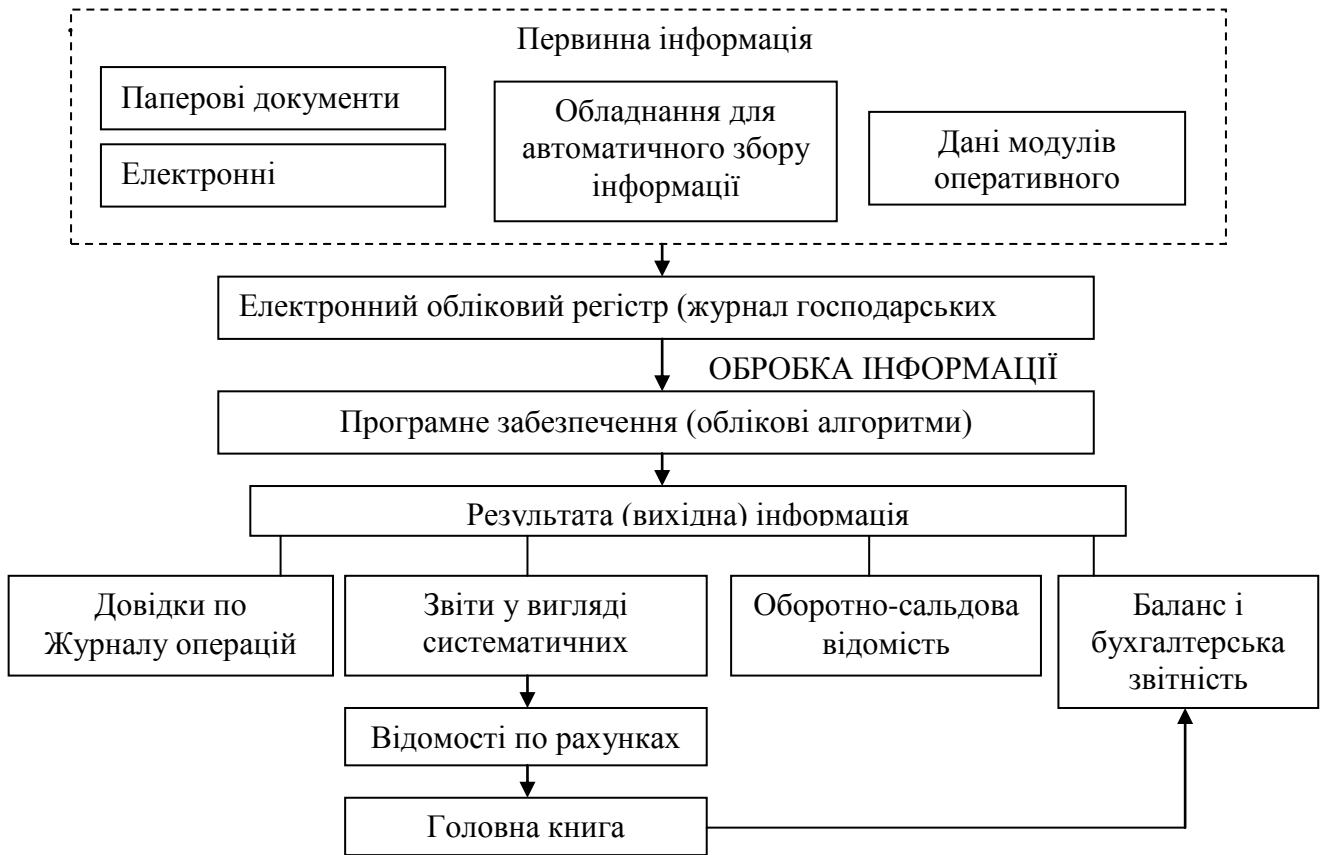 Первинна інформація
Паперові документи
Електронні
Обладнання для
автоматичного збору
інформації
Дані модулів
оперативного
Електронний обліковий регістр (журнал господарських
ОБРОБКА ІНФОРМАЦІЇ
Програмне забезпечення (облікові алгоритми)
Результата (вихідна) інформація
Довідки по
Журналу операцій
Звіти у вигляді
систематичних
Оборотно-сальдова
відомість
Баланс і
бухгалтерська
звітність
Відомості по рахунках
Головна книга